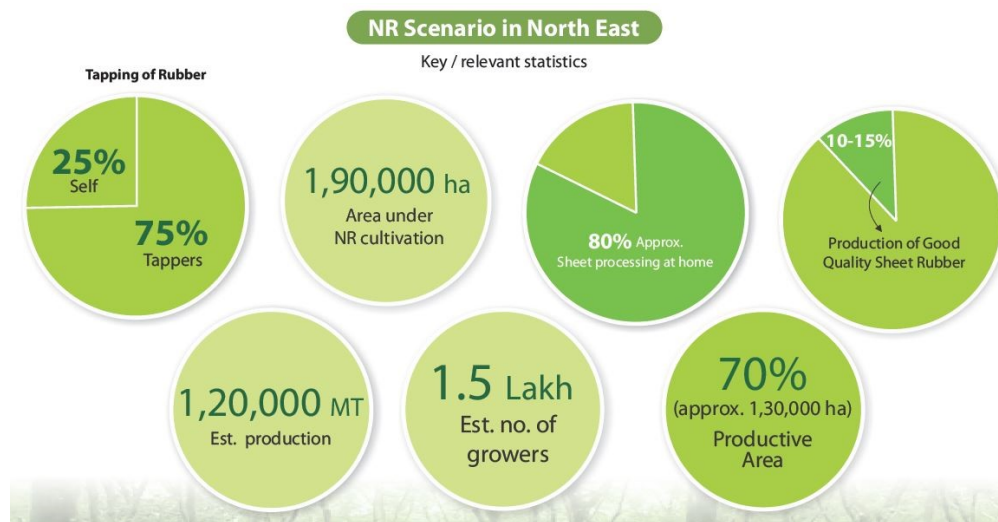 NR Scenario in North East
Key / relevant statistics
Tapping of Rubber
25%
Self
75%
Tappers
1,90,000 ha
Area under
NR cultivation
80% Approx.
Sheet processing at home
10-15%
Production of Good
Quality Sheet Rubber
1,20,000 MT
Est. production
1.5 Lakh
Est. no. of
growers
70%
(approx. 1,30,000 ha)
Productive
Area